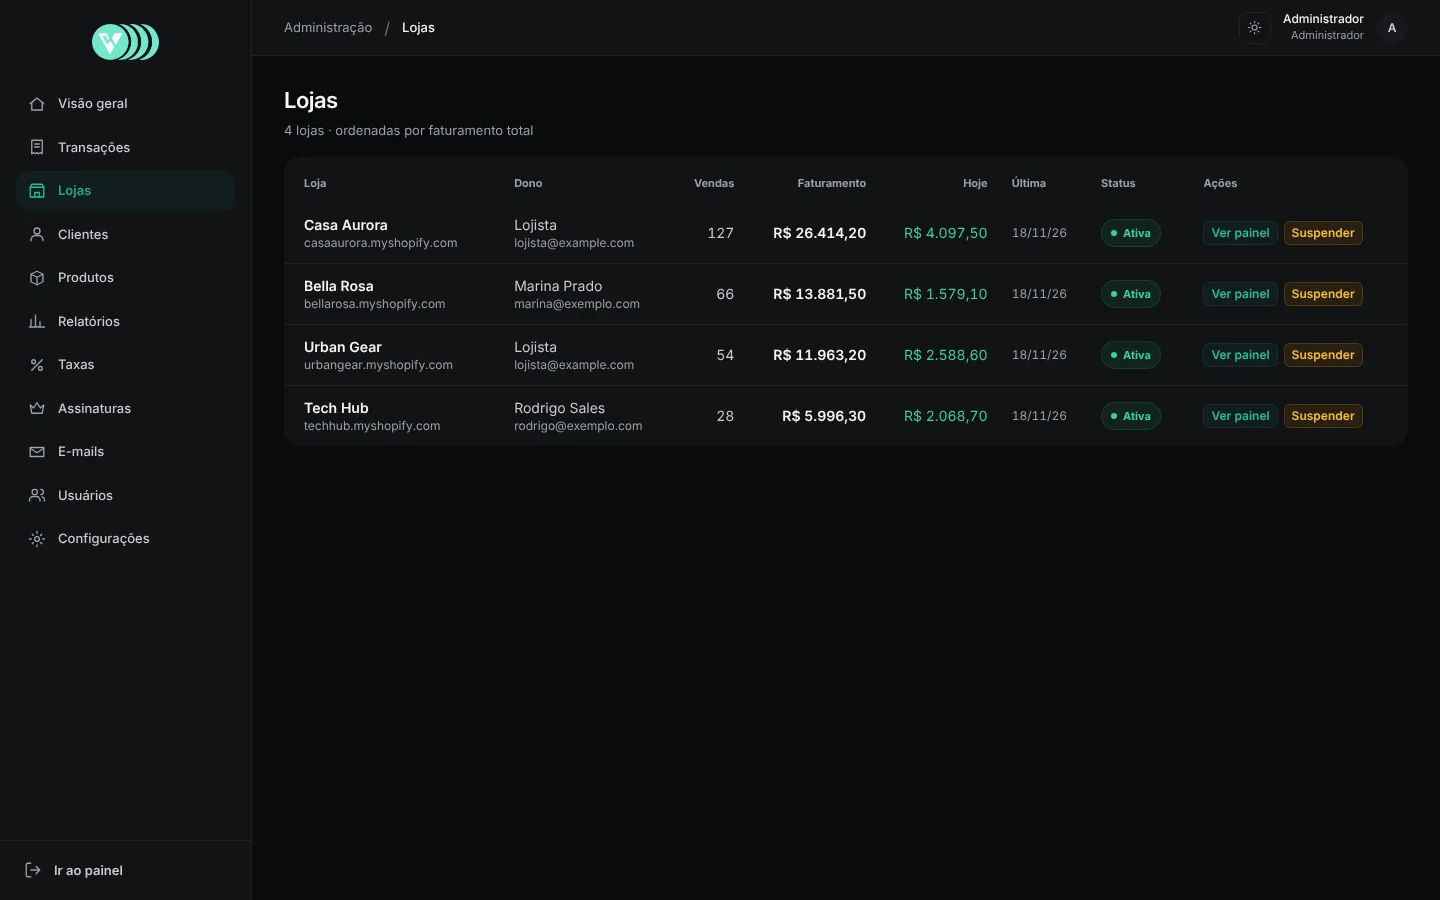 Administração / Lojas
Administrador
Administrador
A
Visão geral
Transações
Lojas
Clientes
Produtos
Relatórios
Taxas
Assinaturas
E-mails
Usuários
Configurações
Ir ao painel
Lojas
4 lojas · ordenadas por faturamento total
Loja Dono Vendas Faturamento Hoje Última Status Ações
Casa Aurora Lojista 127 R$ 26.414,20 R$ 4.097,50 18/11/26 Ativa Ver painel Suspender
casaaurora.myshopify.com lojista@example.com
Bella Rosa Marina Prado 66 R$ 13.881,50 R$ 1.579,10 18/11/26 Ativa Ver painel Suspender
bellarosa.myshopify.com marina@exemplo.com
Urban Gear Lojista 54 R$ 11.963,20 R$ 2.588,60 18/11/26 Ativa Ver painel Suspender
urbangear.myshopify.com lojista@example.com
Tech Hub Rodrigo Sales 28 R$ 5.996,30 R$ 2.068,70 18/11/26 Ativa Ver painel Suspender
techhub.myshopify.com rodrigo@exemplo.com